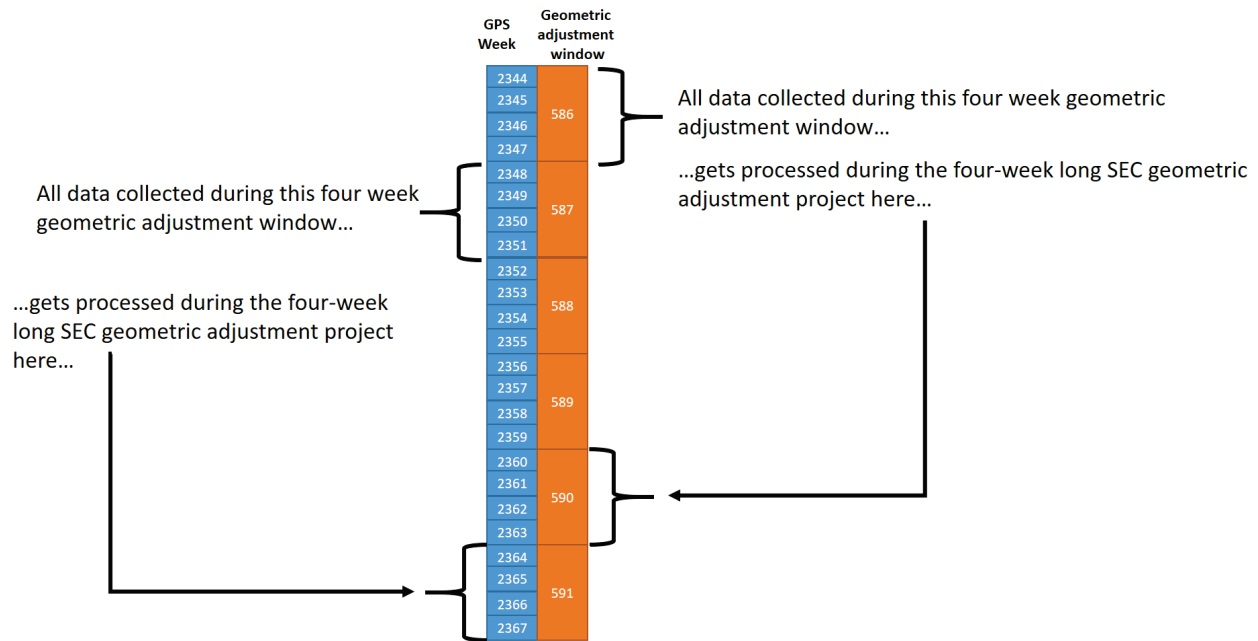 GPS
Week
Geometric
adjustment
window
2344
2345
2346
2347
2348
2349
2350
2351
2352
2353
2354
2355
2356
2357
2358
2359
2360
2361
2362
2363
2364
2365
2366
2367
586
587
588
589
590
591
All data collected during this four week geometric
adjustment window…
…gets processed during the four-week long SEC geometric
adjustment project here…
All data collected during this four week
geometric adjustment window…
…gets processed during the four-week
long SEC geometric adjustment project
here…